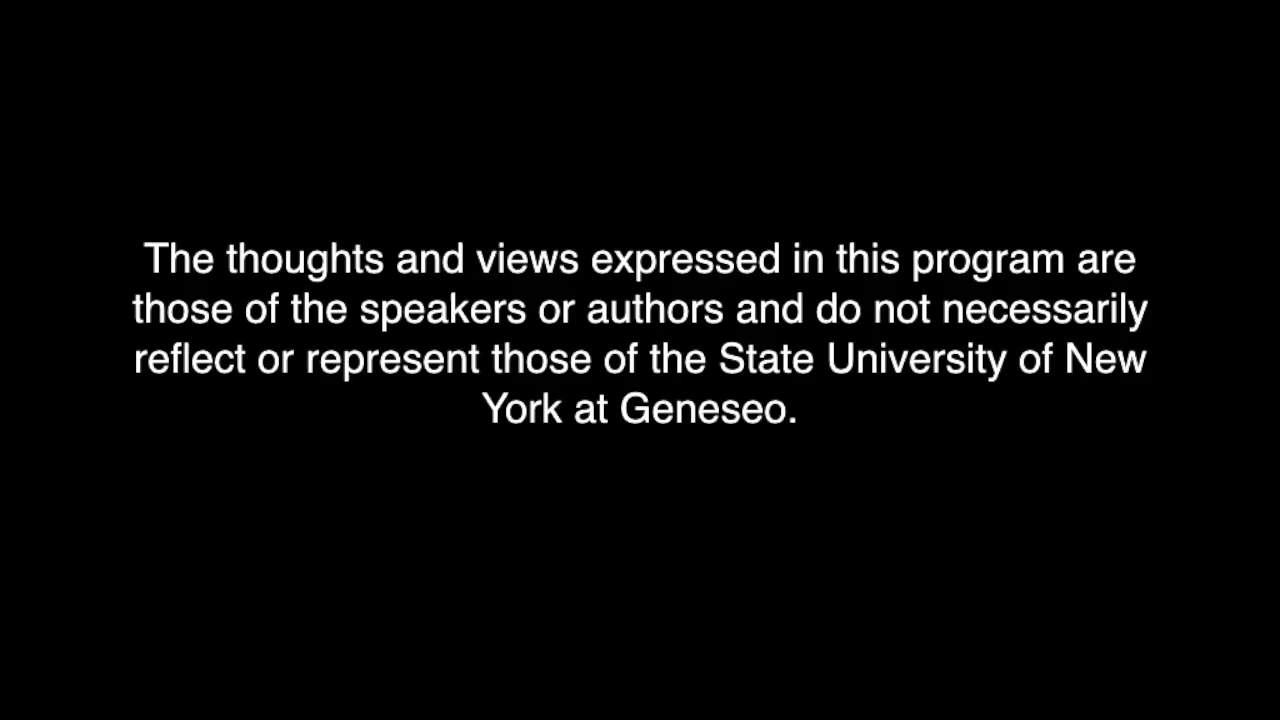 The thoughts and views expressed in this program are
those of the speakers or authors and do not necessarily
reflect or represent those of the State University of New
York at Geneseo.